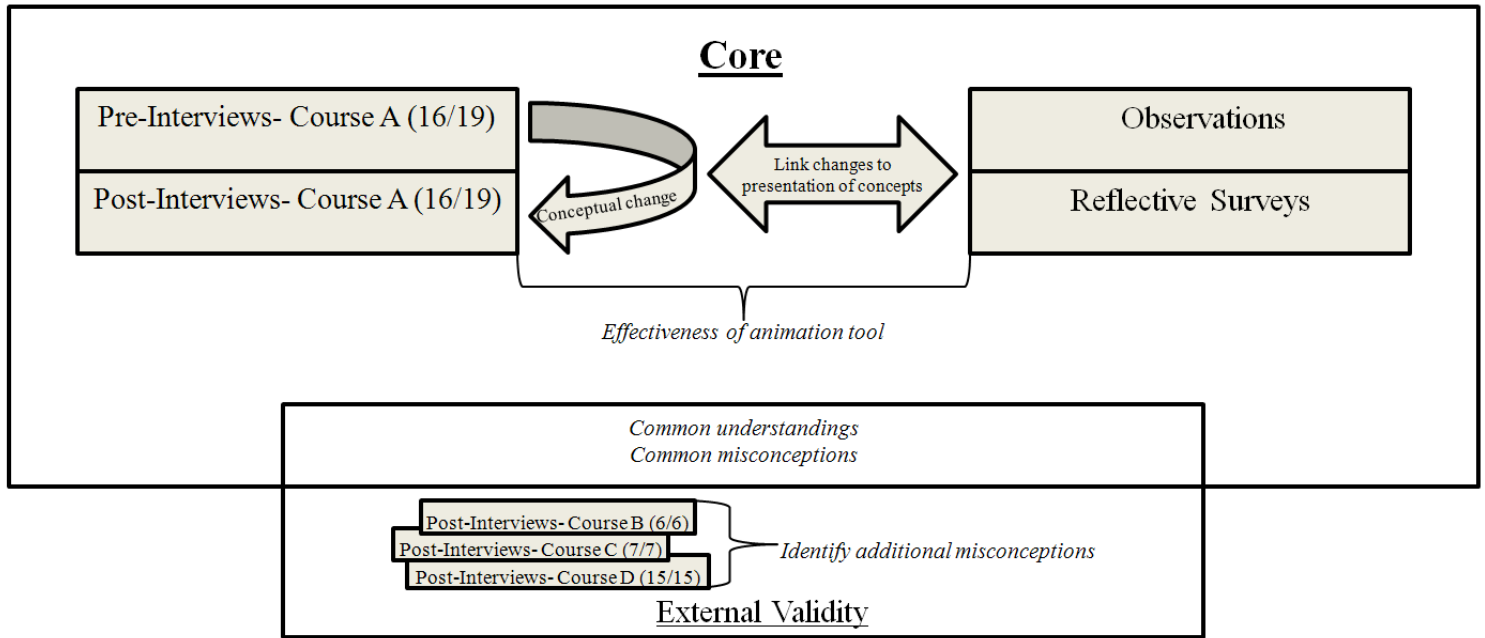 Core
Pre-Interviews- Course A (16/19)
Post-Interviews- Course A (16/19)
Conceptual change
Link changes to
presentation of concepts
Observations
Reflective Surveys
Effectiveness of animation tool
Common understandings
Common misconceptions
Post-Interviews- Course B (6/6)
Post-Interviews- Course C (7/7)
Post-Interviews- Course D (15/15)
Identify additional misconceptions
External Validity